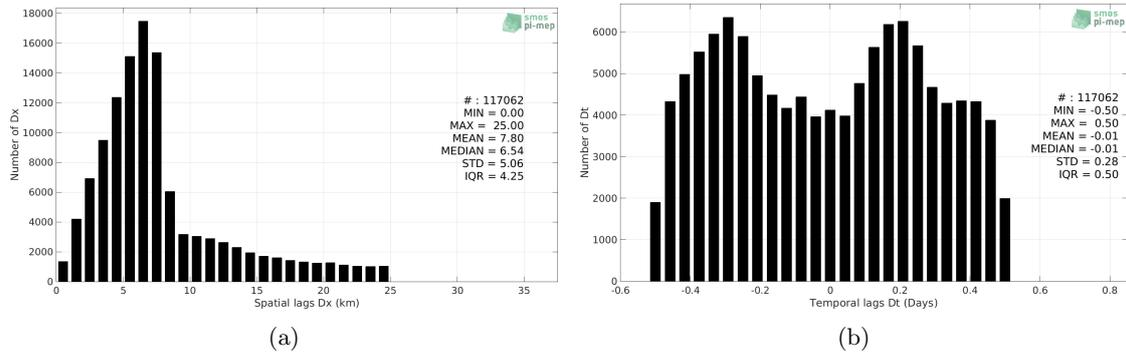 18000
16000
14000
12000
10000
8000
6000
4000
2000
0
Number of Dx
smos
pi-mep
# : 117062
MIN = 0.00
MAX = 25.00
MEAN = 7.80
MEDIAN = 6.54
STD = 5.06
IQR = 4.25
0 5 10 15 20 25 30 35
Spatial lags Dx (km)
(a)
6000
5000
4000
3000
2000
1000
0
Number of Dt
smos
pi-mep
# : 117062
MIN = -0.50
MAX = 0.50
MEAN = -0.01
MEDIAN = -0.01
STD = 0.28
IQR = 0.50
-0.6 -0.4 -0.2 0 0.2 0.4 0.6 0.8
Temporal lags Dt (Days)
(b)